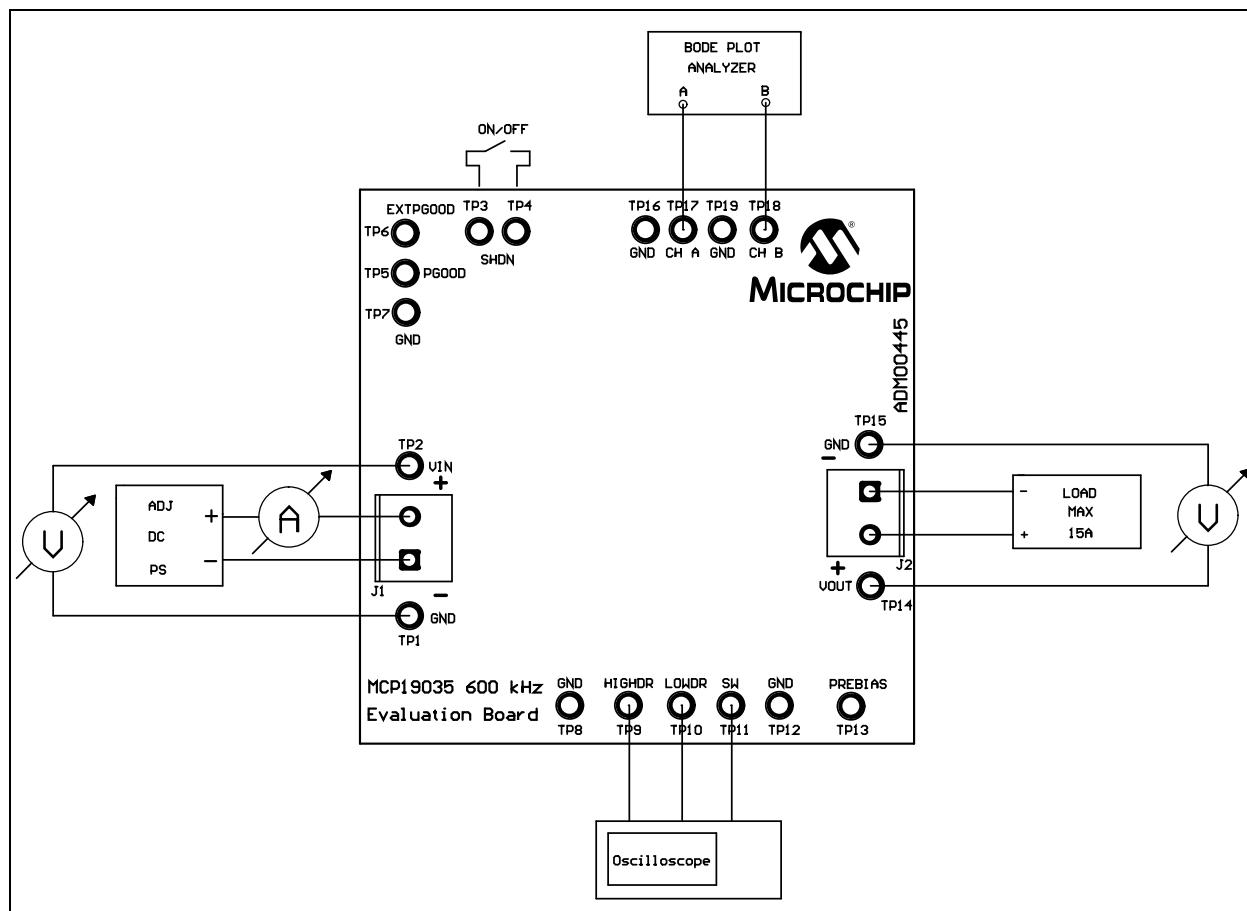 BODE PLOT
ANALYZER
A B
ON/OFF
EXTPGOOD TP3 TP4 TP16 TP17 TP19 TP18
TP6
SHDN GND CH A GND CH B
®
TP5 PGOOD
MICROCHIP
TP7
GND
ADM00445
TP15
TP2
VIN
GND
-
+
ADJ
DC
PS
+
-
A
V
LOAD
MAX
15A
-
+
V
J1
-
GND
TP1
J2
+
VOUT
TP14
MCP19035 600 kHz
Evaluation Board
GND HIGHDR LOWDR SW GND PREBIAS
TP8 TP9 TP10 TP11 TP12 TP13
Oscilloscope